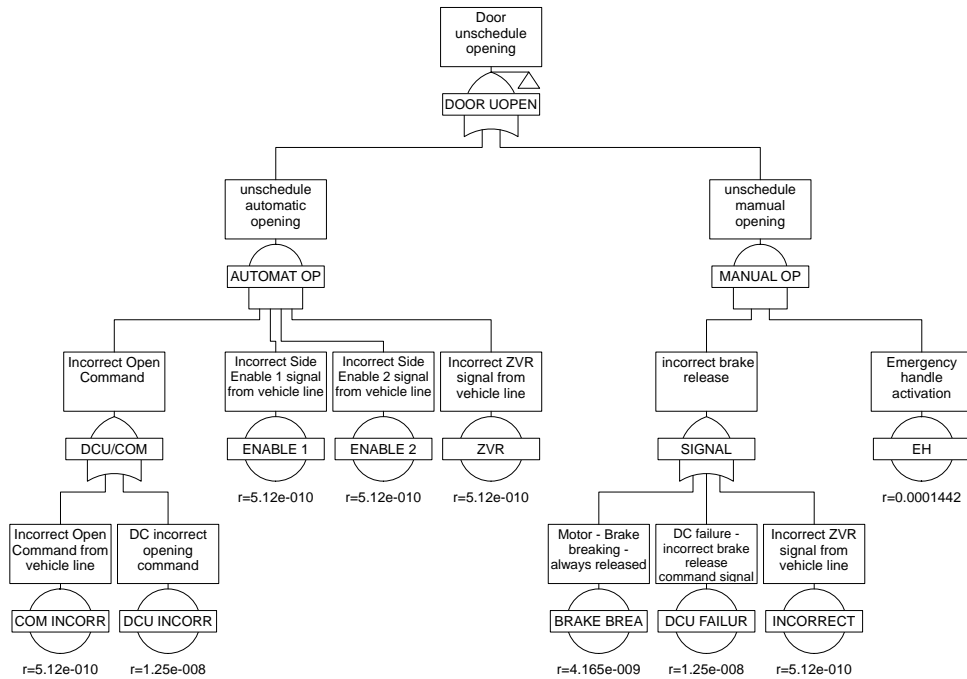 Door
unschedule
opening
DOOR UOPEN
unschedule
automatic
opening
AUTOMAT OP
unschedule
mamual
opening
MANUAL OP
Incorrect Open
Command
DCU/COM
Incorrect Side
Enable 1 signal
from vehicle line
ENABLE 1
r=5.12e-010
Incorrect Side
Enable 2 signal
from vehicle line
ENABLE 2
r=5.12e-010
Incorrect ZVR
signal from
vehicle line
ZVR
r=5.12e-010
incorrect brake
release
SIGNAL
Emergency
handle
activation
EH
r=0.0001442
Incorrect Open
Command from
vehicle line
COM INCORR
r=5.12e-010
DC incorrect
opening
command
DCU INCORR
r=1.25e-008
Motor - Brake
breaking -
always released
BRAKE BREA
r=4.165e-009
DC failure -
incorrect brake
release
command signal
DCU FAILUR
r=1.25e-008
Incorrect ZVR
signal from
vehicle line
INCORRECT
r=5.12e-010